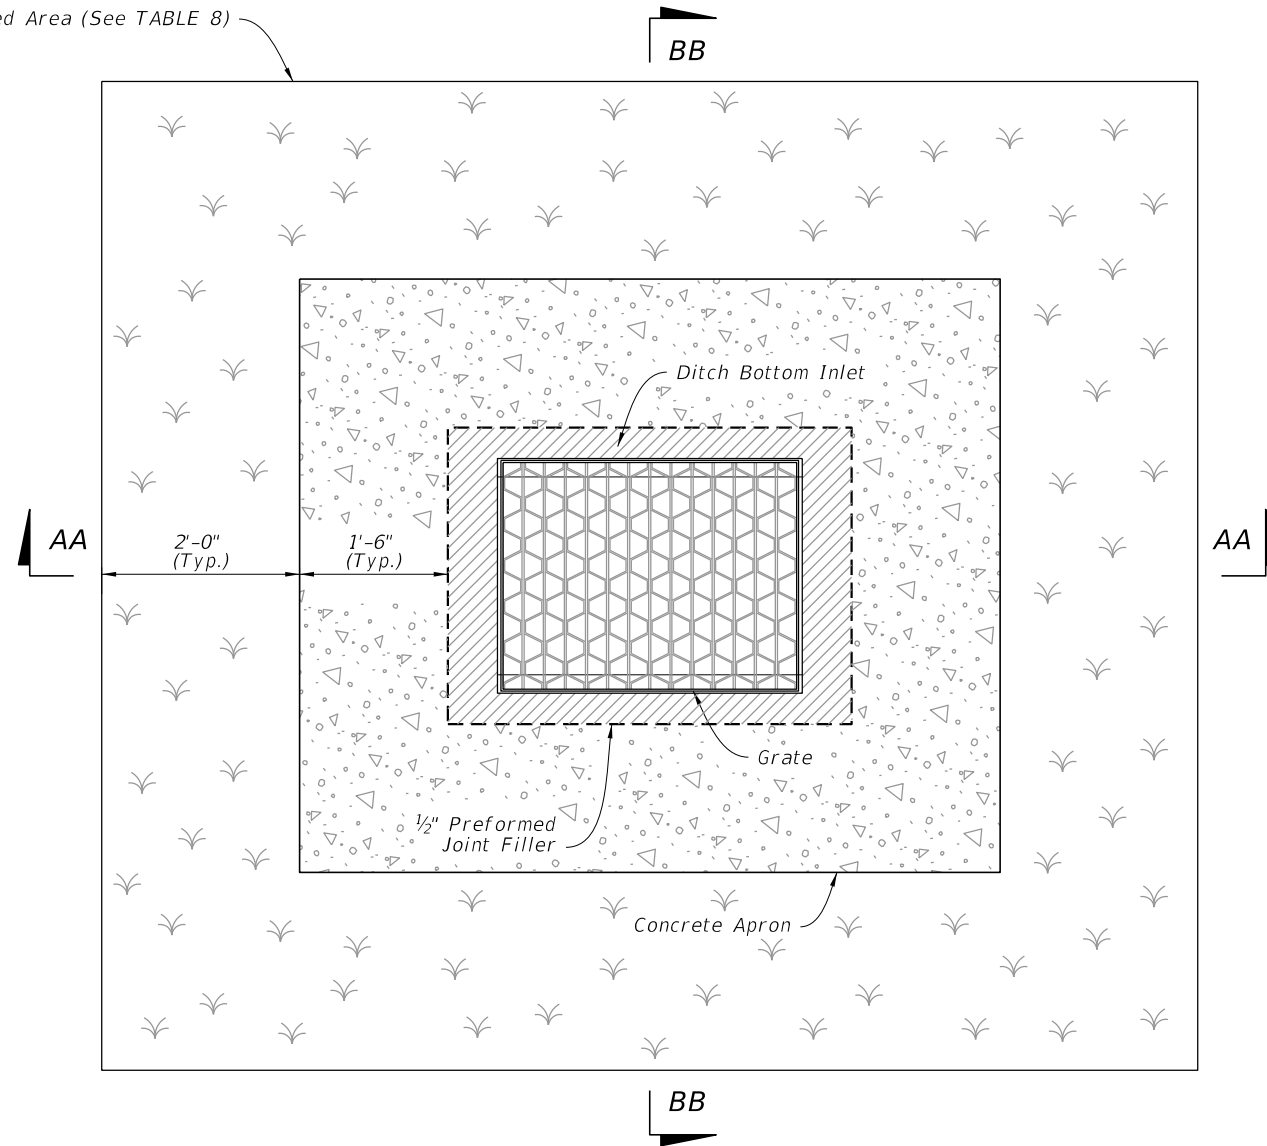 Area (See TABLE 8)
BB
Ditch Bottom Inlet
AA
2'-0"
(Typ.)
1'-6"
(Typ.)
AA
Grate
½" Preformed
Joint Filler
Concrete Apron
BB